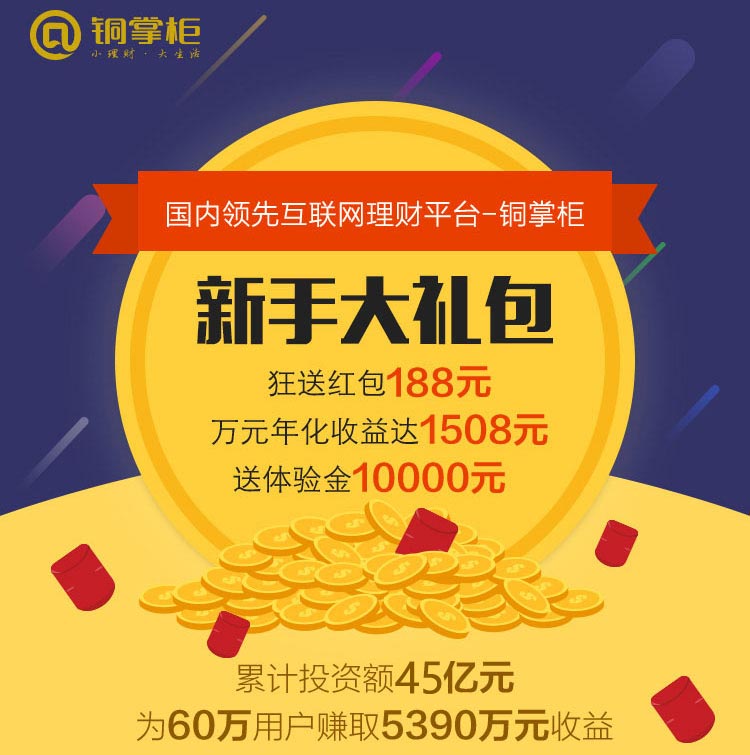 铜掌柜
小理财·大生活
国内领先互联网理财平台-铜掌柜
新手大礼包
狂送红包188元
万元年化收益达1508元
送体验金10000元
累计投资额45亿元
为60万用户赚取5390万元收益